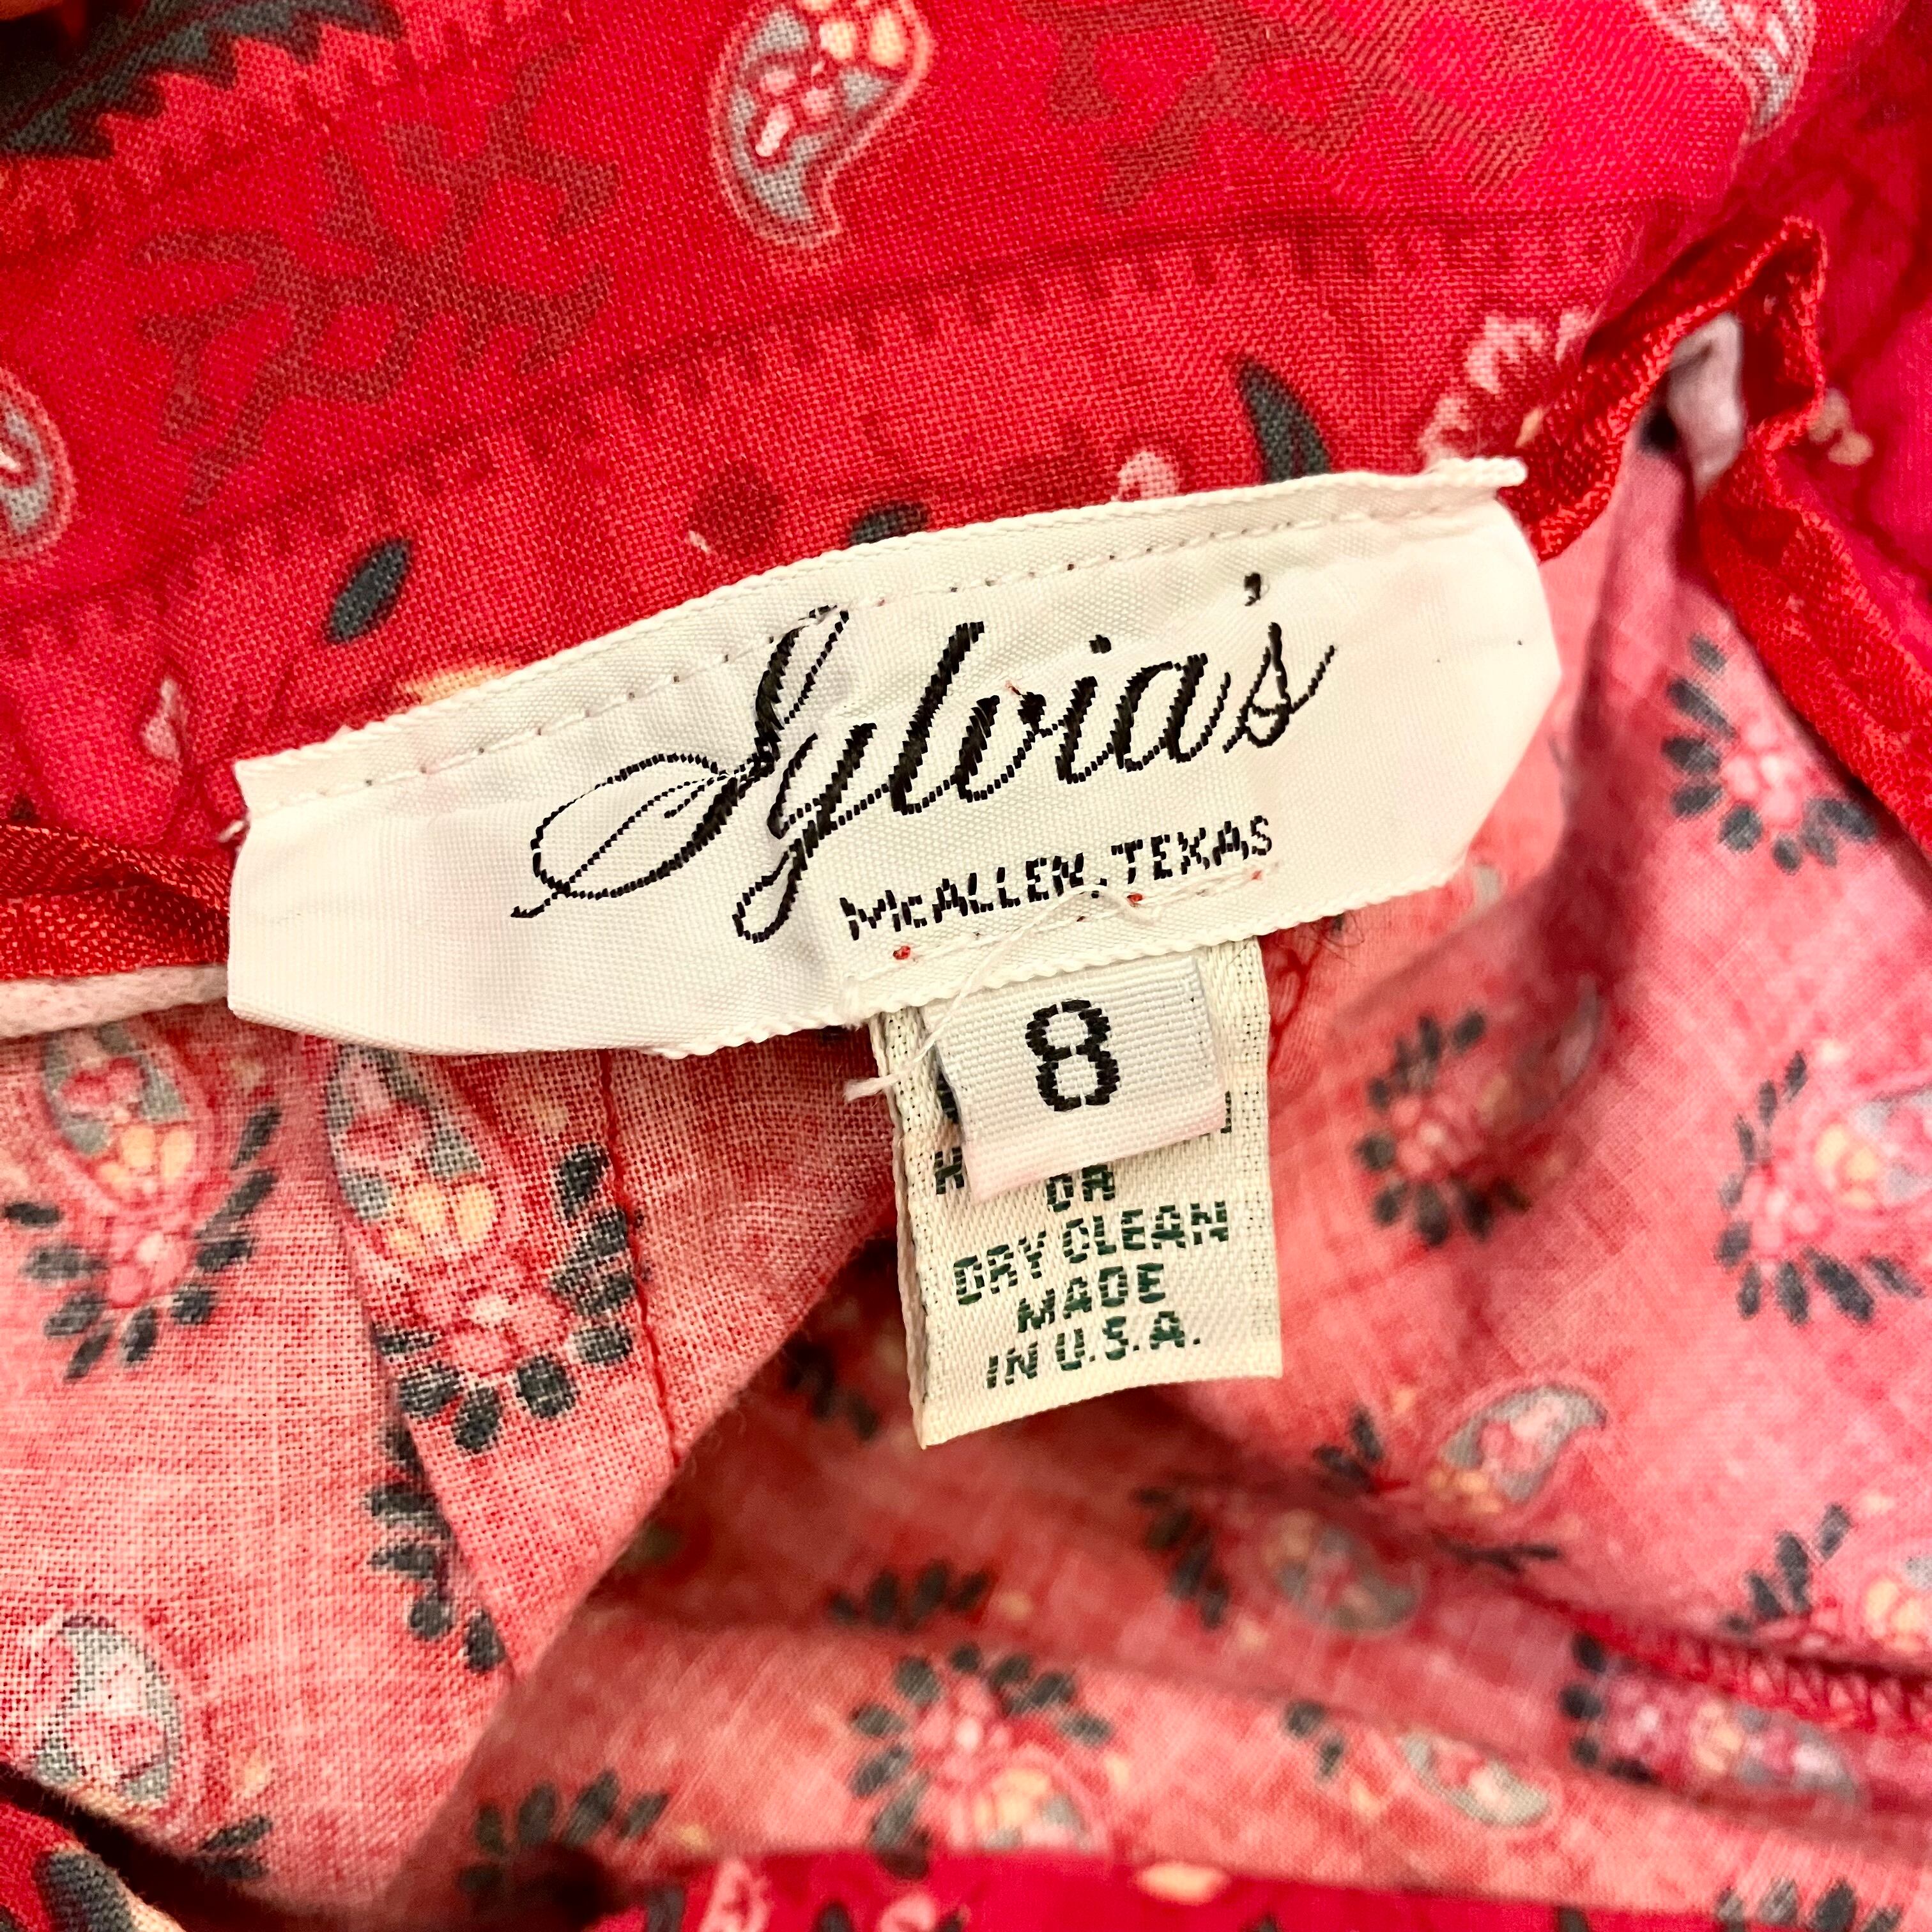 Sylvia's
McALLEN, TEXAS
8
OR
DRY CLEAN
MADE
IN U.S.A.